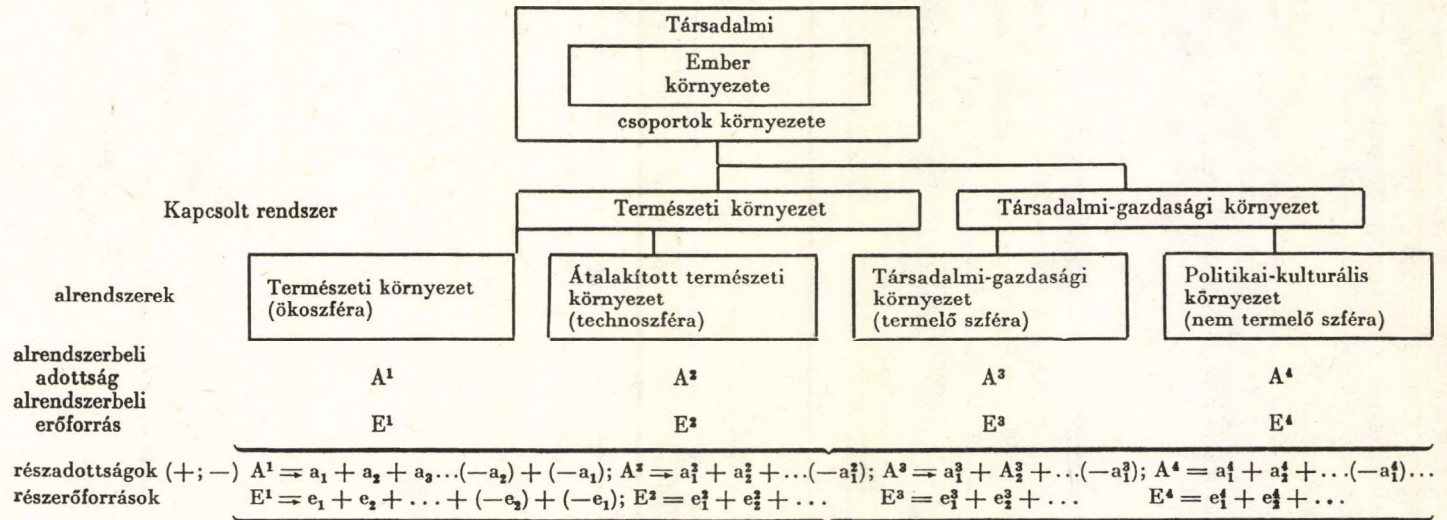 Társadalmi
Ember
környezete
csoportok környezete
Kapcsolt rendszer
Természeti környezet
Társadalmi-gazdasági környezet
alrendszerek
Természeti környezet
(ökoszféra)
Átalakított természeti
környezet
(technoszféra)
Társadalmi-gazdasági
környezet
(termelő szféra)
Politikai-kulturális
környezet
(nem termelő szféra)
alrendszerbeli
adottság A¹ A² A³ A⁴
alrendszerbeli
erőforrás E¹ E² E³ E⁴
részadottságok (+; −) A¹ = a₁ + a₂ + a₃...(−a₂) + (−a₁); A² = a₁² + a₂² + ...(−a₁²); A³ = a₁³ + A₂³ + ...(−a₁³); A⁴ = a₁⁴ + a₂⁴ + ...(−a₁⁴)...
részerőforrások E¹ = e₁ + e₂ + ... + (−e₂) + (−e₁); E² = e₁² + e₂² + ... E³ = e₁³ + e₂³ + ... E⁴ = e₁⁴ + e₂⁴ + ...